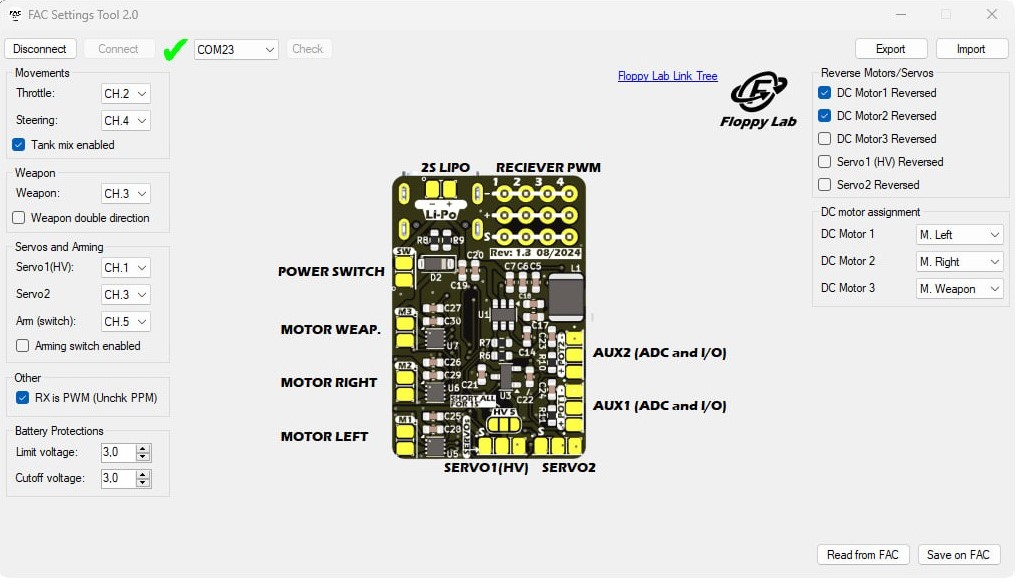 FAC Settings Tool 2.0
Disconnect
Connect
COM23
Check
Export
Import
Movements
Throttle:
CH.2
Steering:
CH.4
Tank mix enabled
Weapon
Weapon:
CH.3
Weapon double direction
Servos and Arming
Servo1(HV):
CH.1
Servo2
CH.3
Arm (switch):
CH.5
Arming switch enabled
Other
RX is PWM (Unchk PPM)
Battery Protections
Limit voltage:
3,0
Cutoff voltage:
3,0
Floppy Lab Link Tree
Floppy Lab
2S LIPO
RECIEVER PWM
1 2 3 4
- +
Li-Po
-
+
S
R8
R9
Rev: 1.3 08/2024
SW
C20
D2
C19
C7 C6 C5
L1
POWER SWITCH
C18
M3
C27
C30
U1
C17
MOTOR WEAP.
U7
R7
R6
C14
C23
R10
POT2
AUX2 (ADC and I/O)
M2
C26
C29
C21
U6
MOTOR RIGHT
SHORT ALL
FOR 1S
U3
C22
C24
R11
POT1
AUX1 (ADC and I/O)
M1
C25
C28
HV S
U5
MOTOR LEFT
SERVO3
S
S
SERVO1(HV)
SERVO2
Reverse Motors/Servos
DC Motor1 Reversed
DC Motor2 Reversed
DC Motor3 Reversed
Servo1 (HV) Reversed
Servo2 Reversed
DC motor assignment
DC Motor 1
M. Left
DC Motor 2
M. Right
DC Motor 3
M. Weapon
Read from FAC
Save on FAC